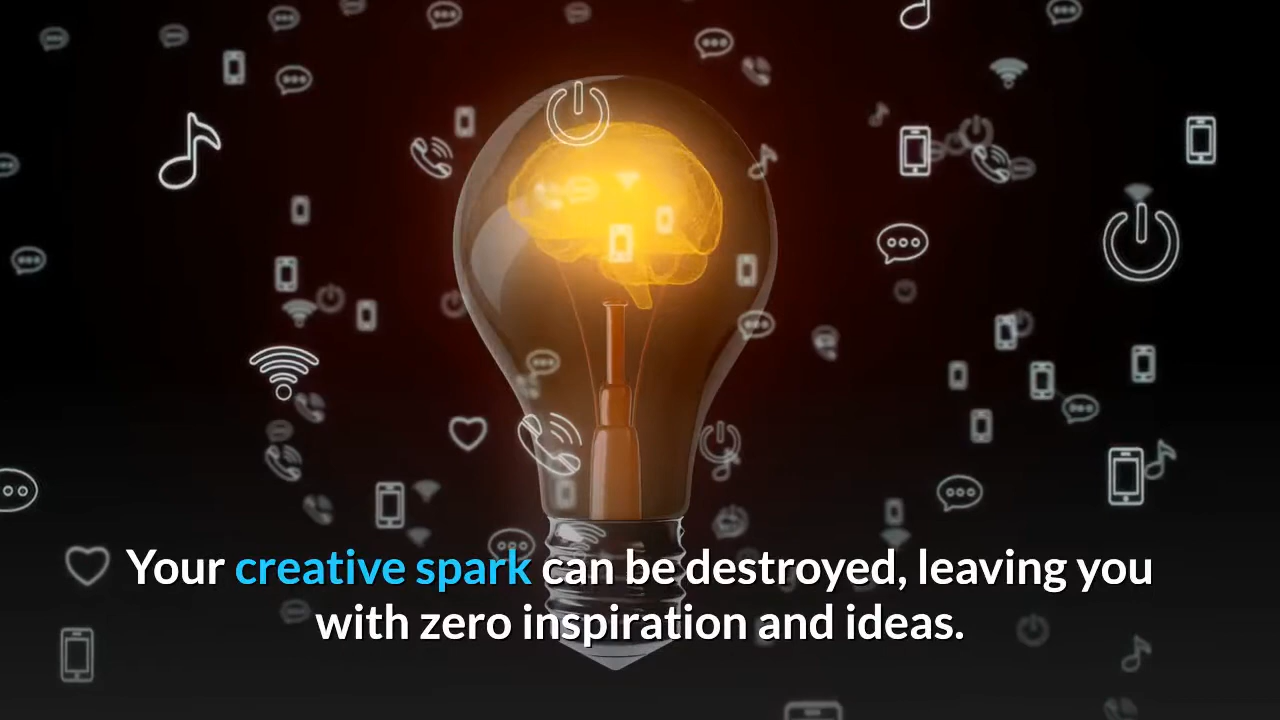 Your creative spark can be destroyed, leaving you
with zero inspiration and ideas.